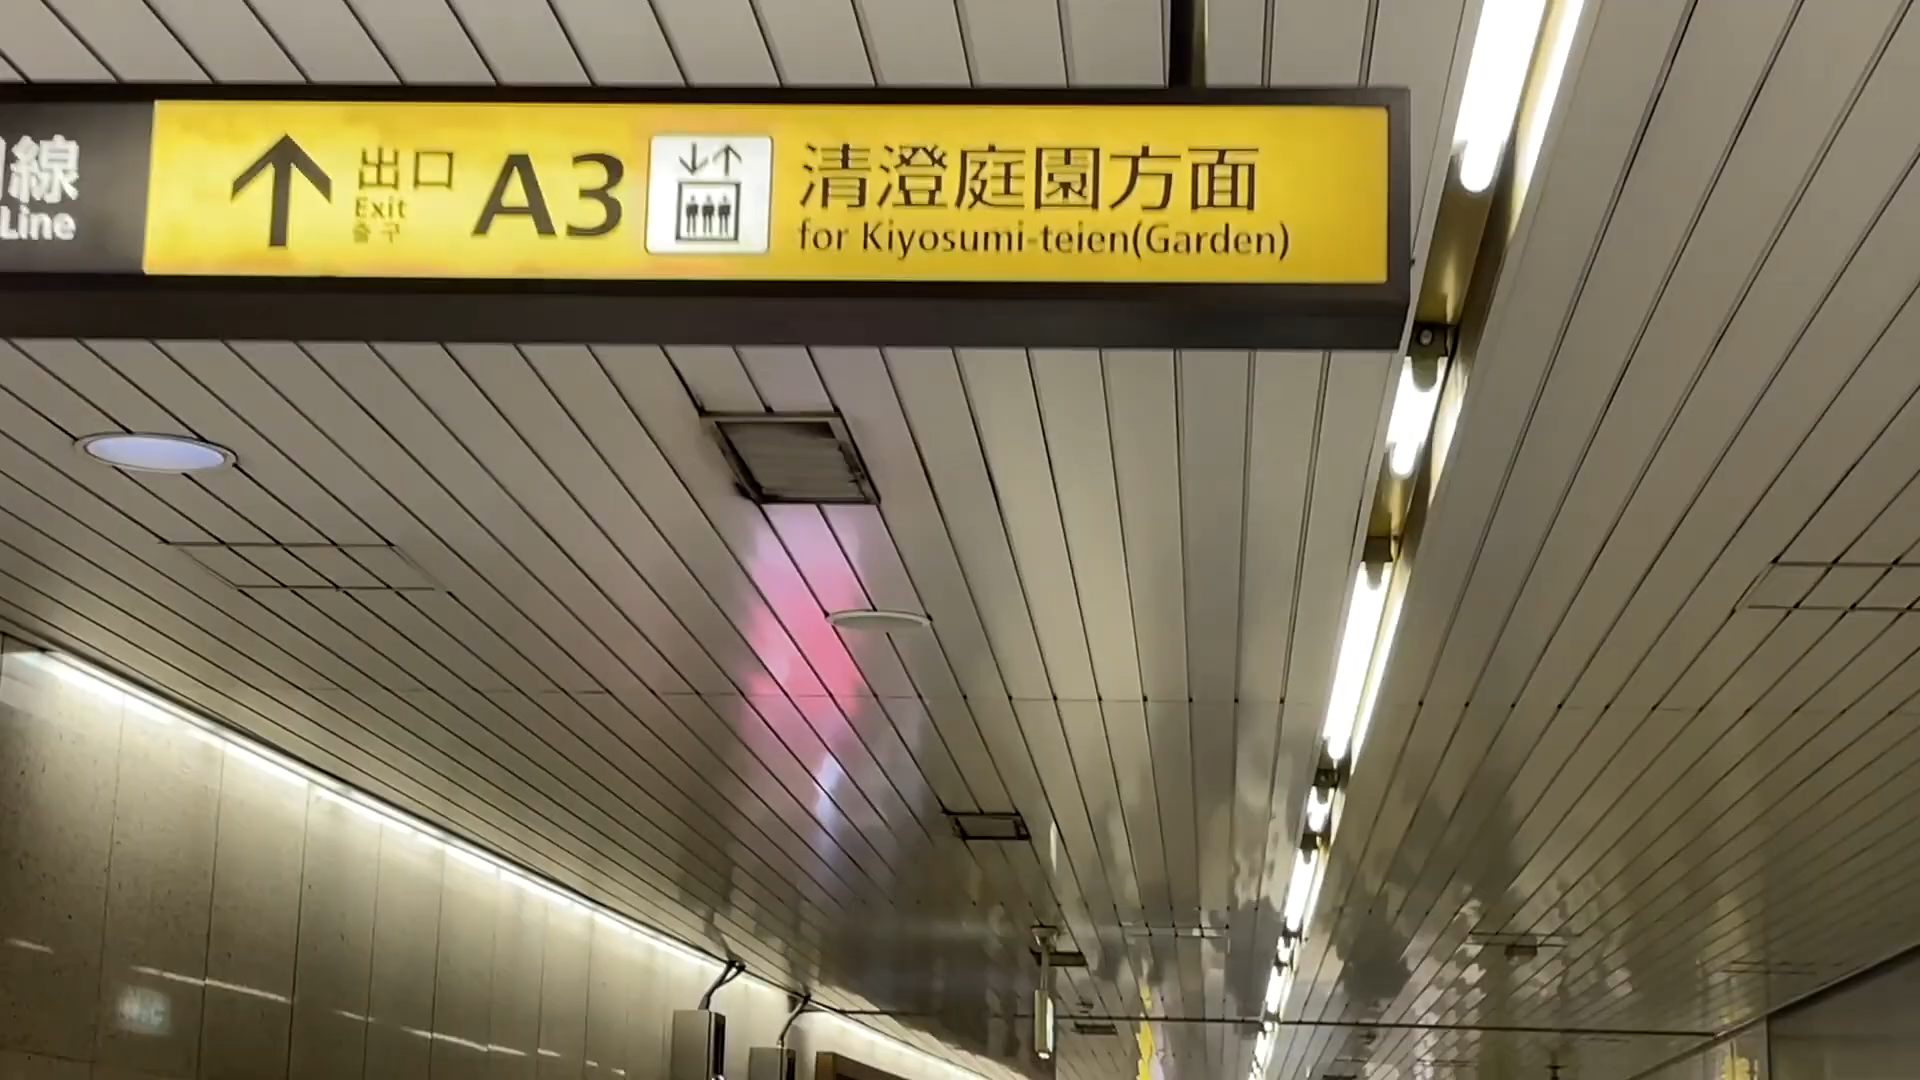 線
Line
出口
Exit
출구
A3
清澄庭園方面
for Kiyosumi-teien(Garden)